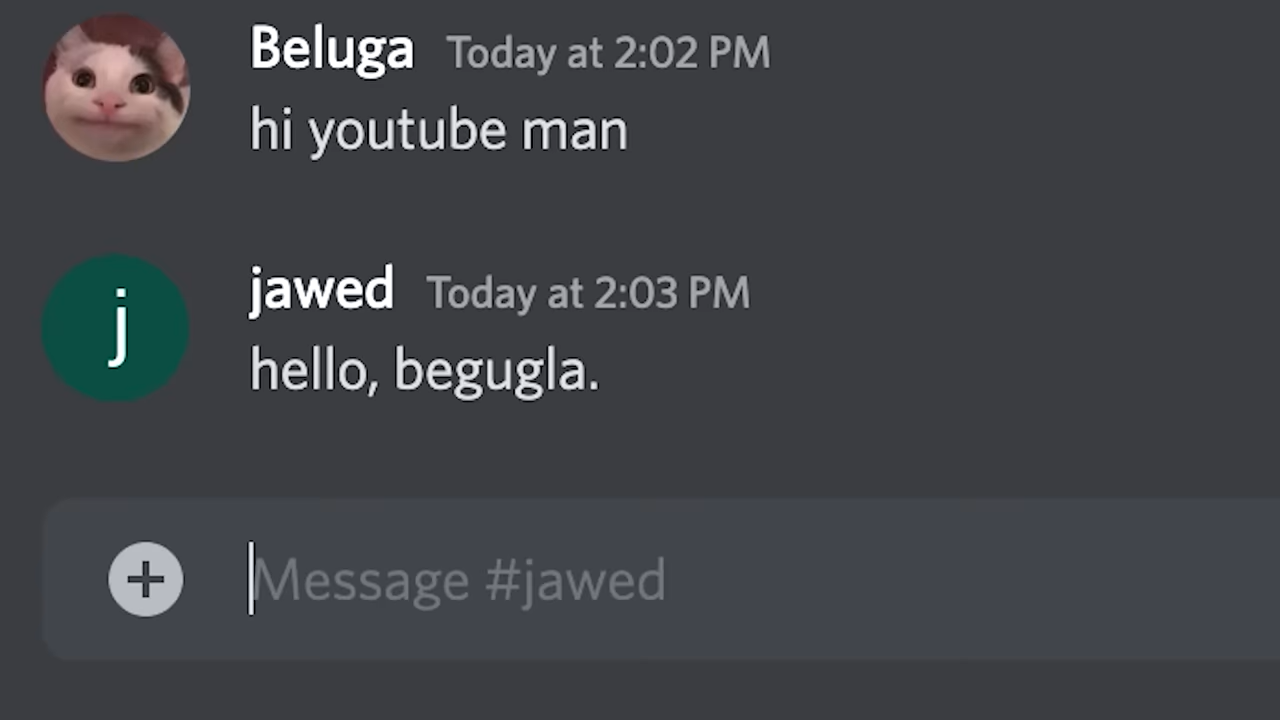 Beluga Today at 2:02 PM
hi youtube man
j
jawed Today at 2:03 PM
hello, begugla.
Message #jawed